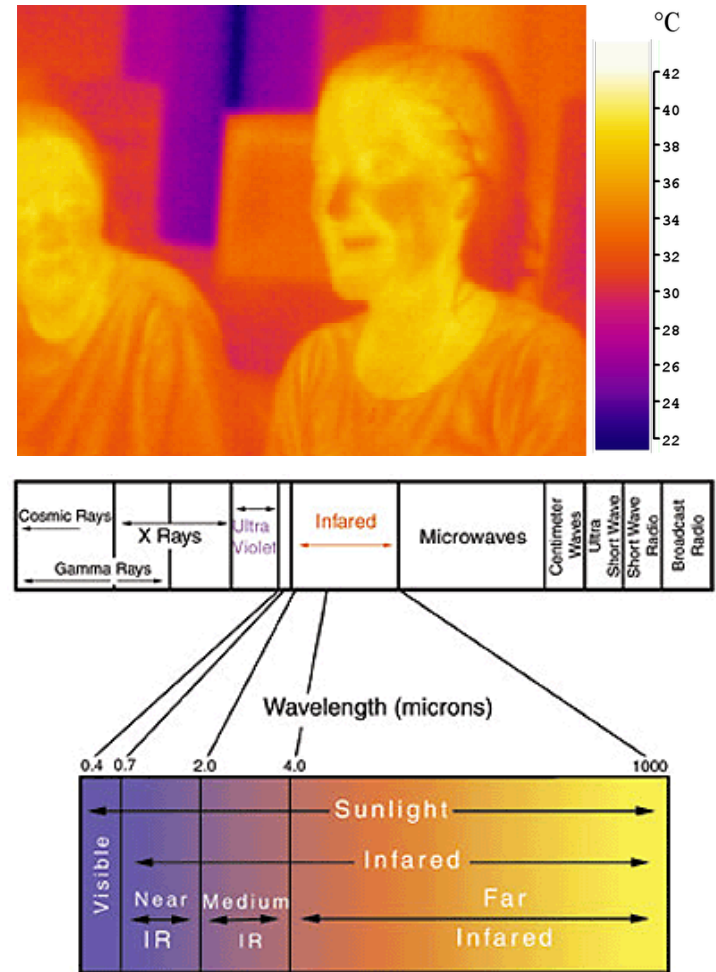 °C
42
40
38
36
34
32
30
28
26
24
22
Cosmic Rays
X Rays
Gamma Rays
Ultra
Violet
Infared
Microwaves
Centimeter
Waves
Ultra
Short Wave
Short Wave
Radio
Broadcast
Radio
Wavelength (microns)
0.4 0.7 2.0 4.0 1000
Sunlight
Infared
Visible
Near
IR
Medium
IR
Far
Infared